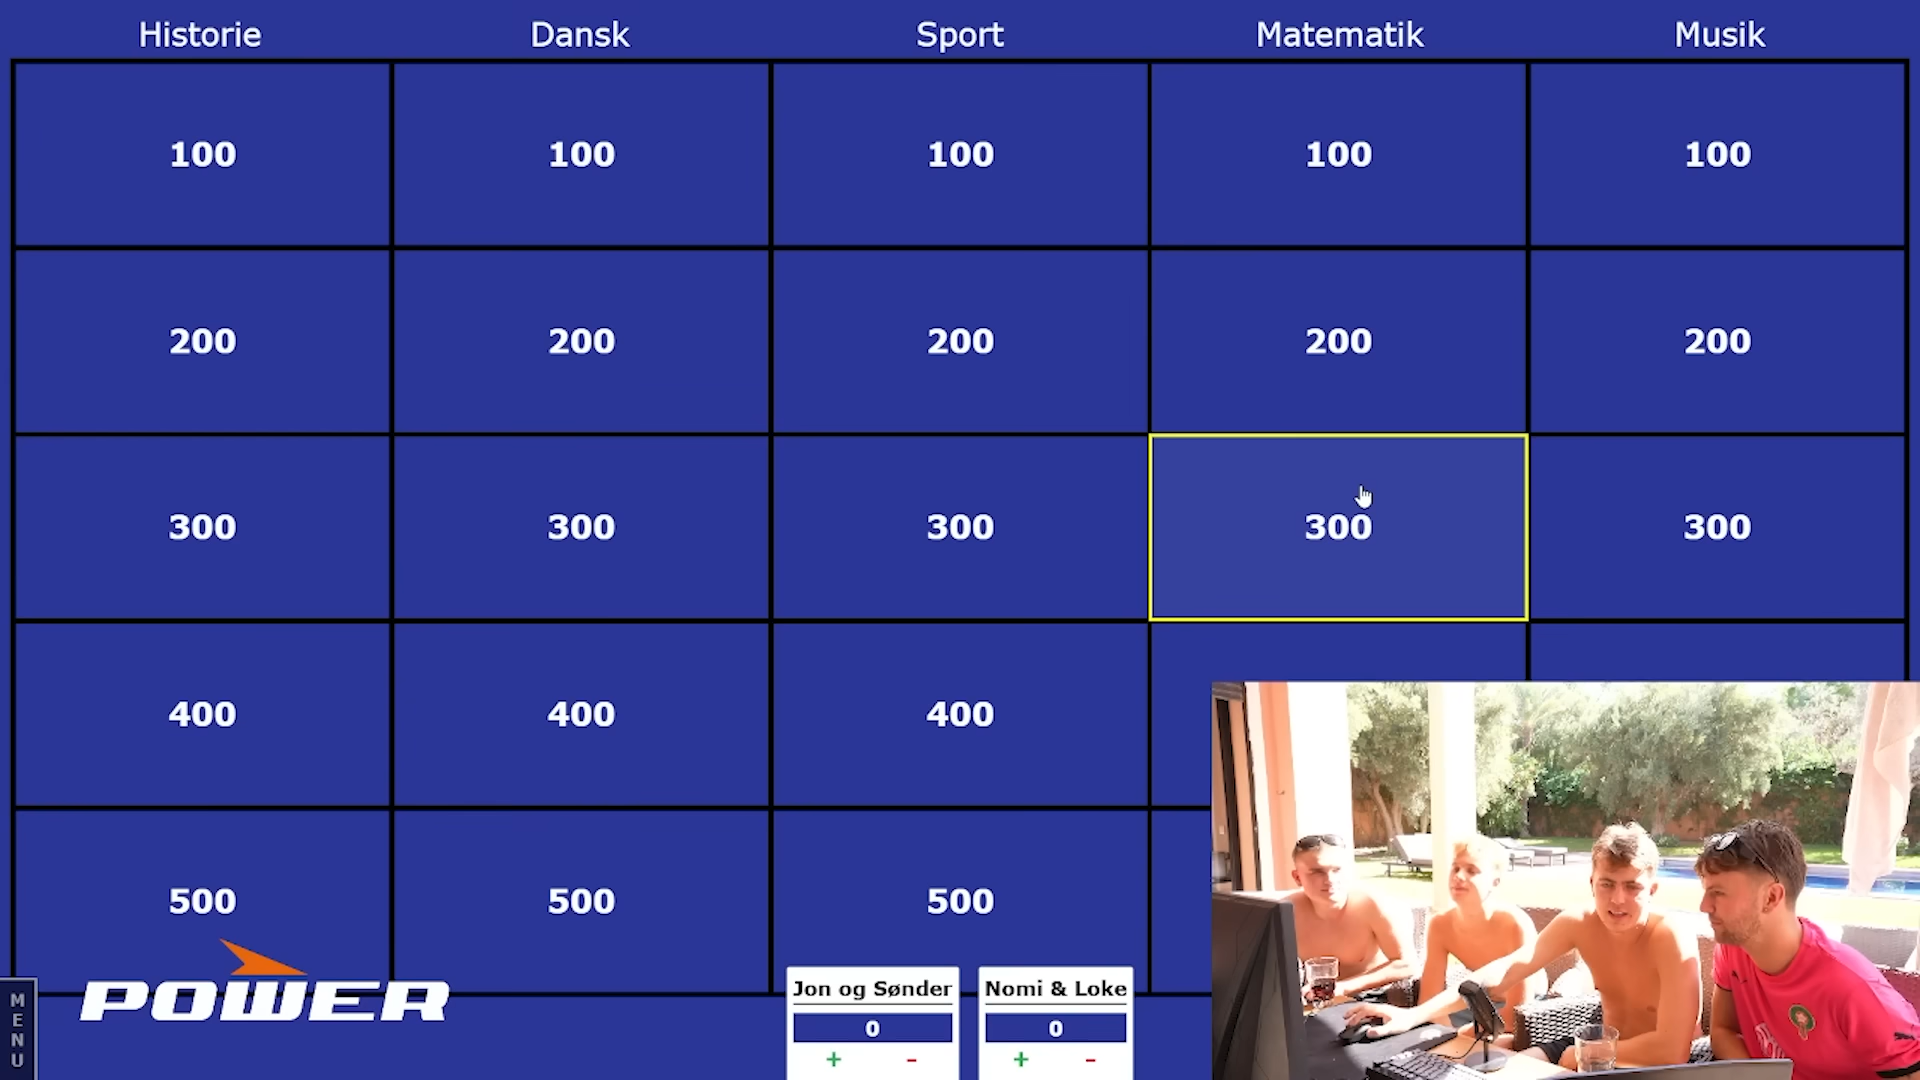 Historie Dansk Sport Matematik Musik
100 100 100 100 100
200 200 200 200 200
300 300 300 300 300
400 400 400
500 500 500
POWER
MENU
Jon og Sønder Nomi & Loke
0 0
+ - + -